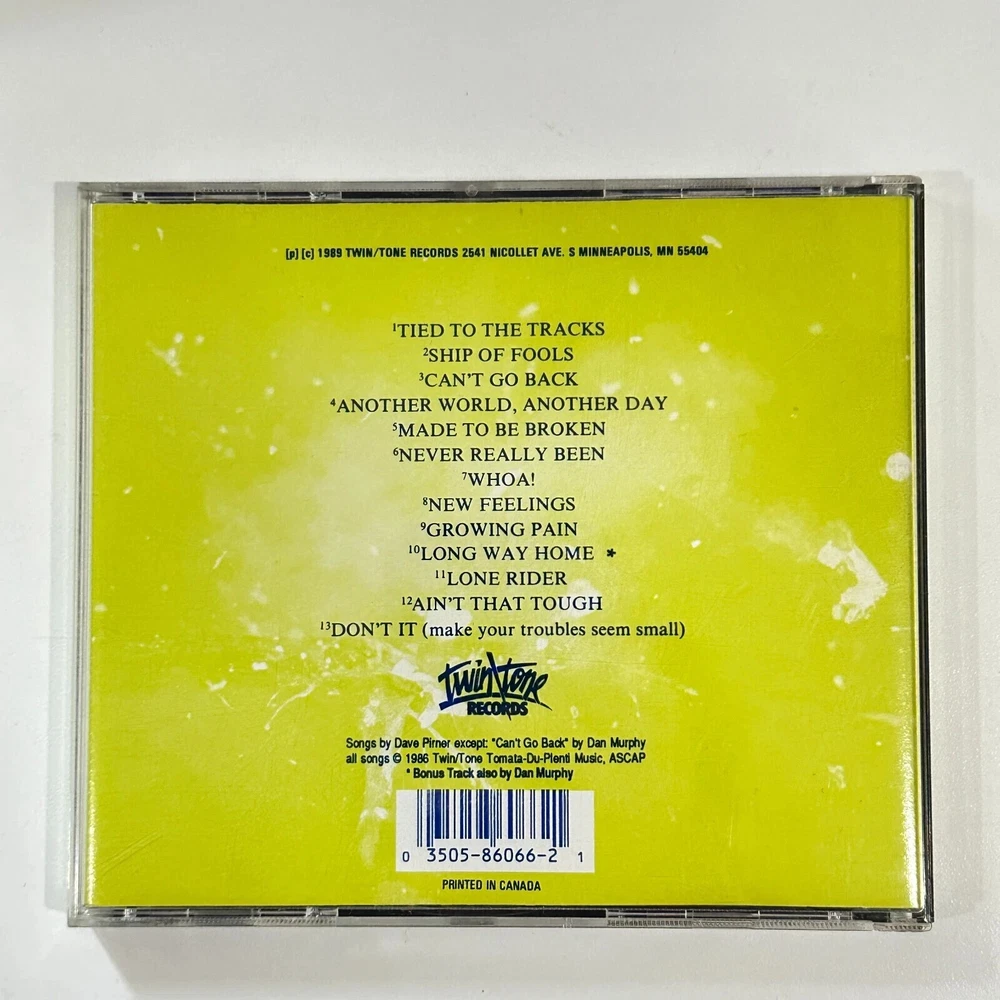 [p] [c] 1989 TWIN/TONE RECORDS 2541 NICOLLET AVE. S MINNEAPOLIS, MN 55404
1TIED TO THE TRACKS
2SHIP OF FOOLS
3CAN'T GO BACK
4ANOTHER WORLD, ANOTHER DAY
5MADE TO BE BROKEN
6NEVER REALLY BEEN
7WHOA!
8NEW FEELINGS
9GROWING PAIN
10LONG WAY HOME *
11LONE RIDER
12AIN'T THAT TOUGH
13DON'T IT (make your troubles seem small)
twin\tone
RECORDS
Songs by Dave Pirner except: "Can't Go Back" by Dan Murphy
all songs © 1986 Twin/Tone Tomata-Du-Plenti Music, ASCAP
* Bonus Track also by Dan Murphy
0 3505-86066-2 1
PRINTED IN CANADA